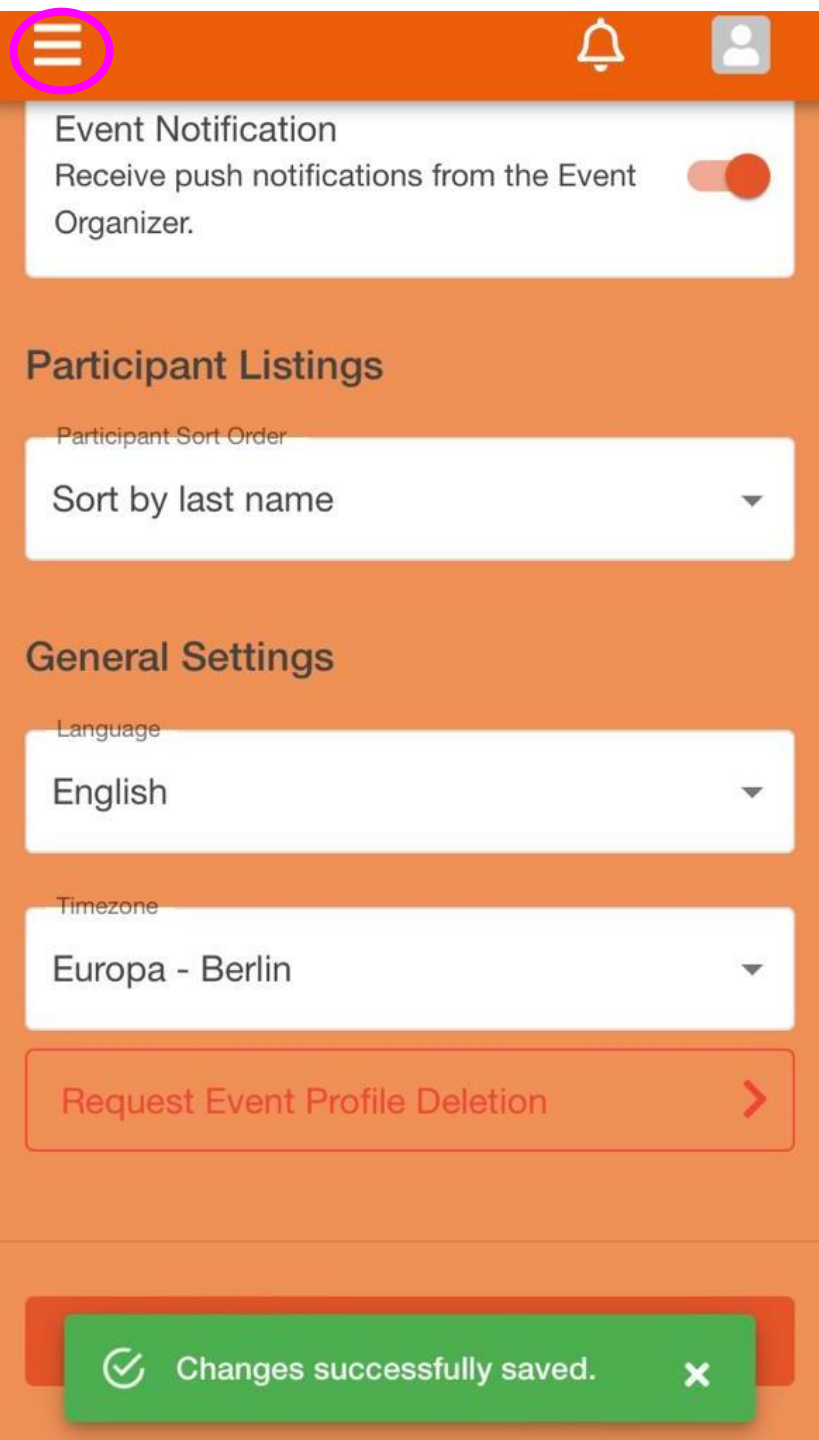 Event Notification
Receive push notifications from the Event
Organizer.
Participant Listings
Participant Sort Order
Sort by last name
General Settings
Language
English
Timezone
Europa - Berlin
Request Event Profile Deletion
Changes successfully saved.